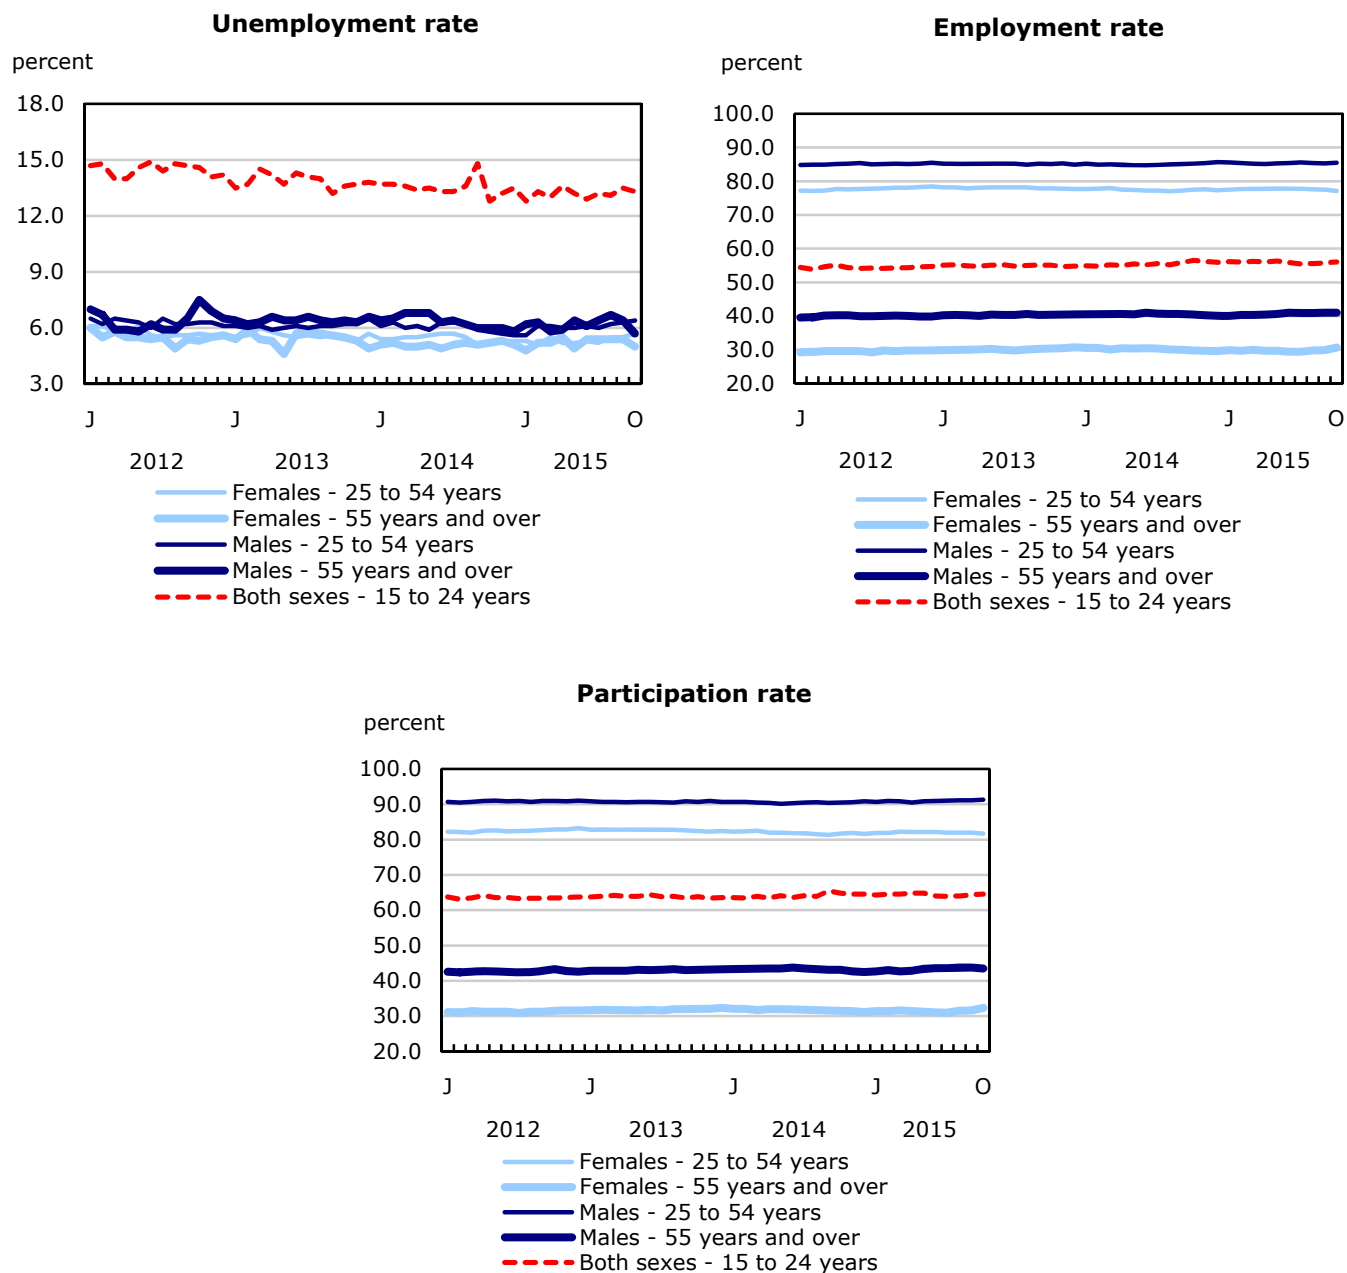 Unemployment rate
percent
18.0
15.0
12.0
9.0
6.0
3.0
J J J J O
2012 2013 2014 2015
Females - 25 to 54 years
Females - 55 years and over
Males - 25 to 54 years
Males - 55 years and over
Both sexes - 15 to 24 years
Employment rate
percent
100.0
90.0
80.0
70.0
60.0
50.0
40.0
30.0
20.0
J J J J O
2012 2013 2014 2015
Females - 25 to 54 years
Females - 55 years and over
Males - 25 to 54 years
Males - 55 years and over
Both sexes - 15 to 24 years
Participation rate
percent
100.0
90.0
80.0
70.0
60.0
50.0
40.0
30.0
20.0
J J J J O
2012 2013 2014 2015
Females - 25 to 54 years
Females - 55 years and over
Males - 25 to 54 years
Males - 55 years and over
Both sexes - 15 to 24 years